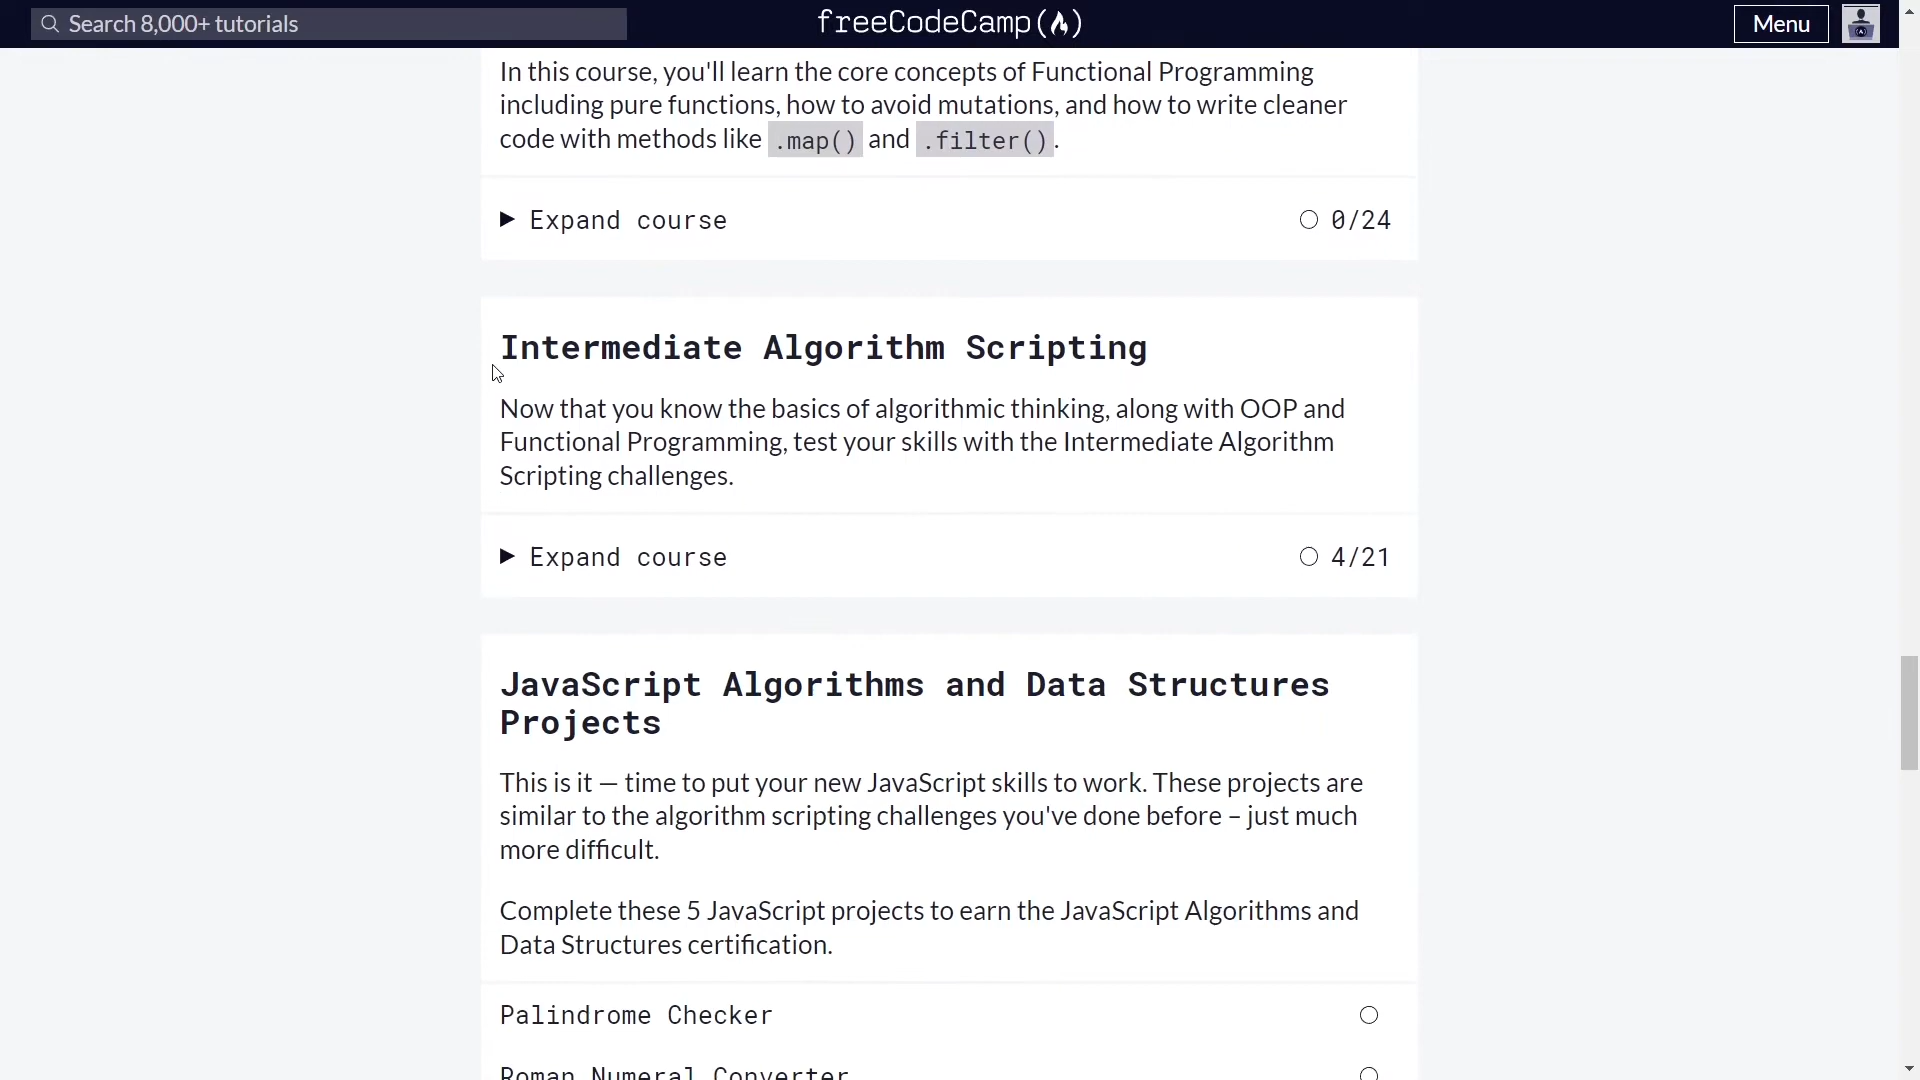 Search 8,000+ tutorials
freeCodeCamp
Menu
In this course, you'll learn the core concepts of Functional Programming
including pure functions, how to avoid mutations, and how to write cleaner
code with methods like .map() and .filter().
Expand course 0/24
Intermediate Algorithm Scripting
Now that you know the basics of algorithmic thinking, along with OOP and
Functional Programming, test your skills with the Intermediate Algorithm
Scripting challenges.
Expand course 4/21
JavaScript Algorithms and Data Structures
Projects
This is it — time to put your new JavaScript skills to work. These projects are
similar to the algorithm scripting challenges you've done before – just much
more difficult.
Complete these 5 JavaScript projects to earn the JavaScript Algorithms and
Data Structures certification.
Palindrome Checker
Roman Numeral Converter